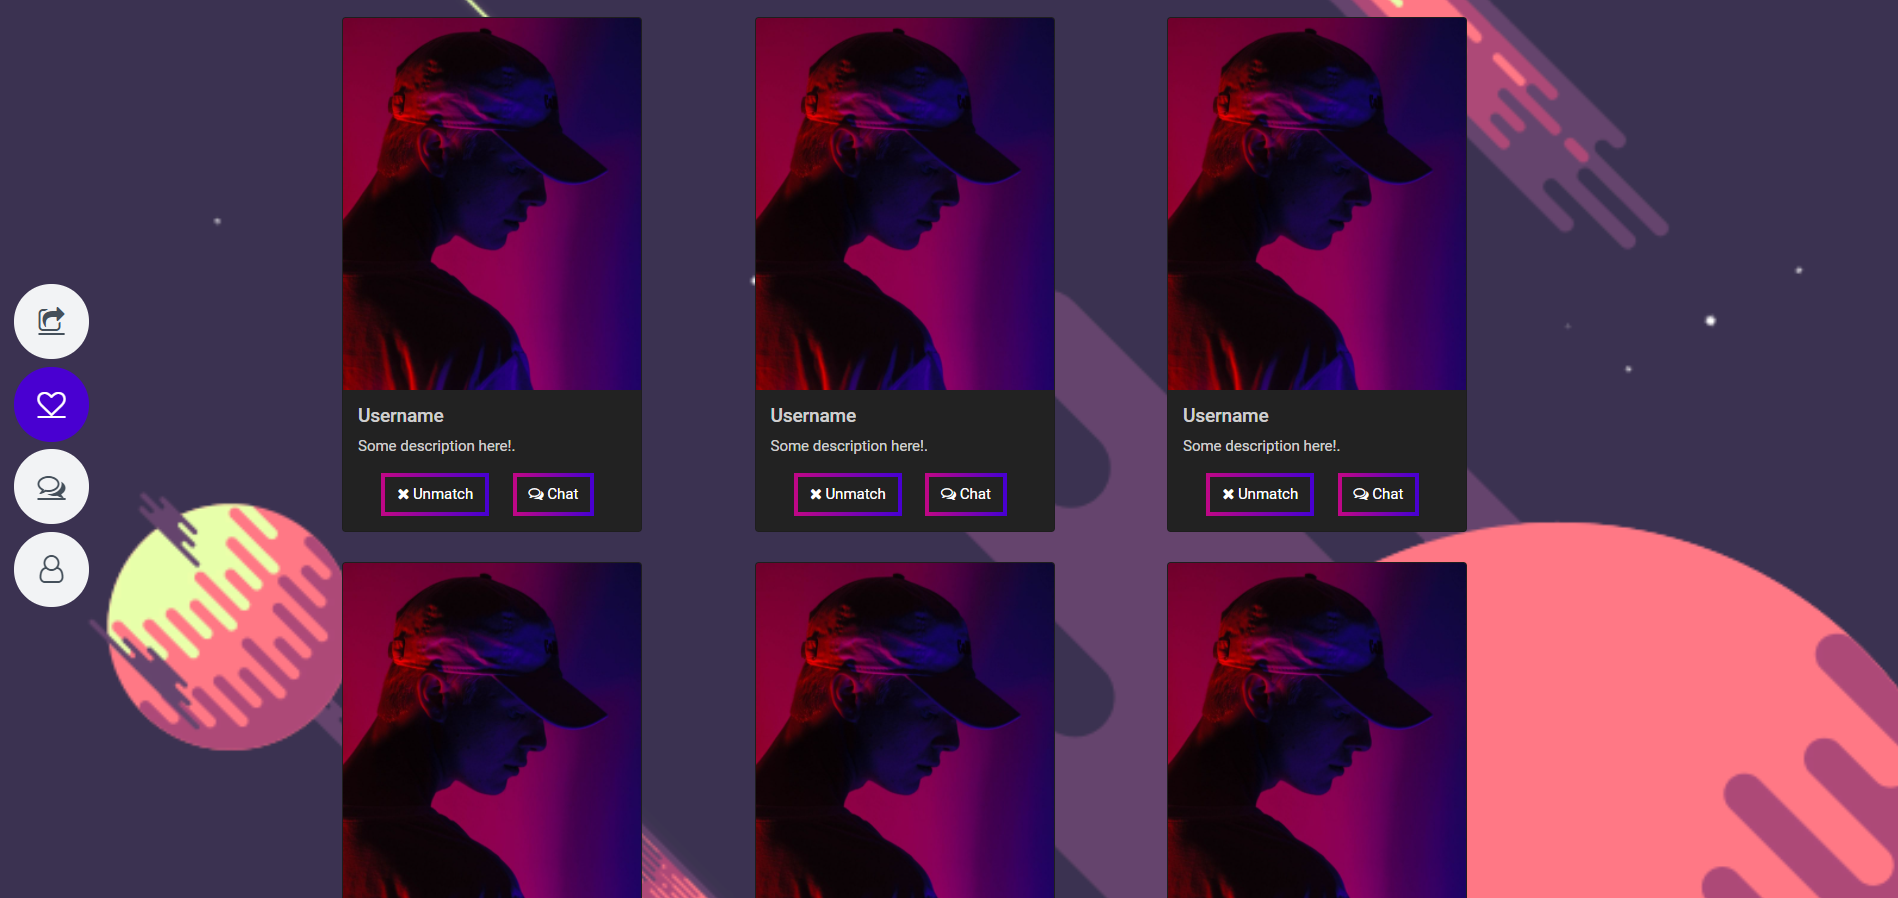 Username
Some description here!.
Unmatch
Chat
Username
Some description here!.
Unmatch
Chat
Username
Some description here!.
Unmatch
Chat